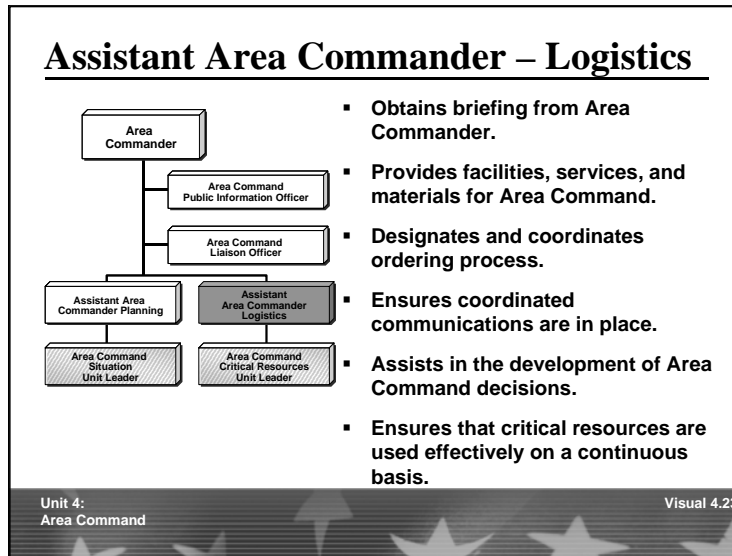 Assistant Area Commander – Logistics
Area
Commander
Area Command
Public Information Officer
Area Command
Liaison Officer
Assistant Area
Commander Planning
Assistant
Area Commander
Logistics
Area Command
Situation
Unit Leader
Area Command
Critical Resources
Unit Leader
▪ Obtains briefing from Area
Commander.
▪ Provides facilities, services, and
materials for Area Command.
▪ Designates and coordinates
ordering process.
▪ Ensures coordinated
communications are in place.
▪ Assists in the development of Area
Command decisions.
▪ Ensures that critical resources are
used effectively on a continuous
basis.
Unit 4:
Area Command
Visual 4.23